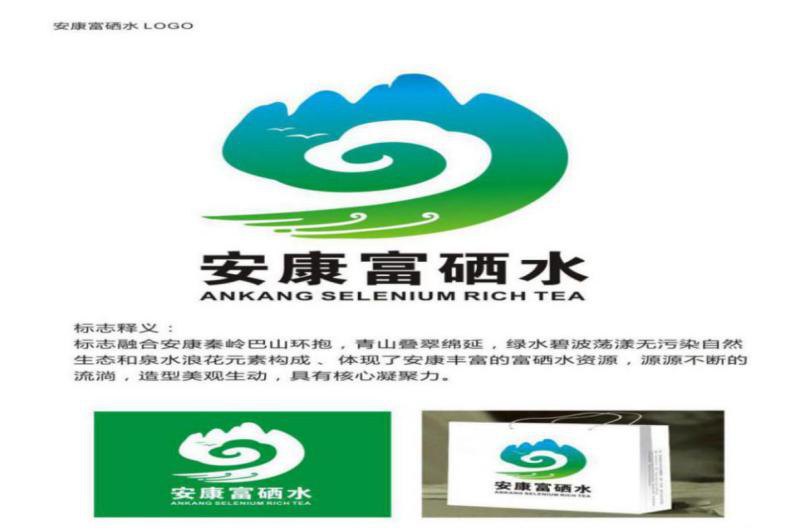 安康富硒水 LOGO
安康富硒水
ANKANG SELENIUM RICH TEA
标志释义：
标志融合安康秦岭巴山环抱，青山叠翠绵延，绿水碧波荡漾无污染自然
生态和泉水浪花元素构成、体现了安康丰富的富硒水资源，源源不断的
流淌，造型美观生动，具有核心凝聚力。
安康富硒水
ANKANG SELENIUM RICH TEA
安康富硒水
ANKANG SELENIUM RICH TEA